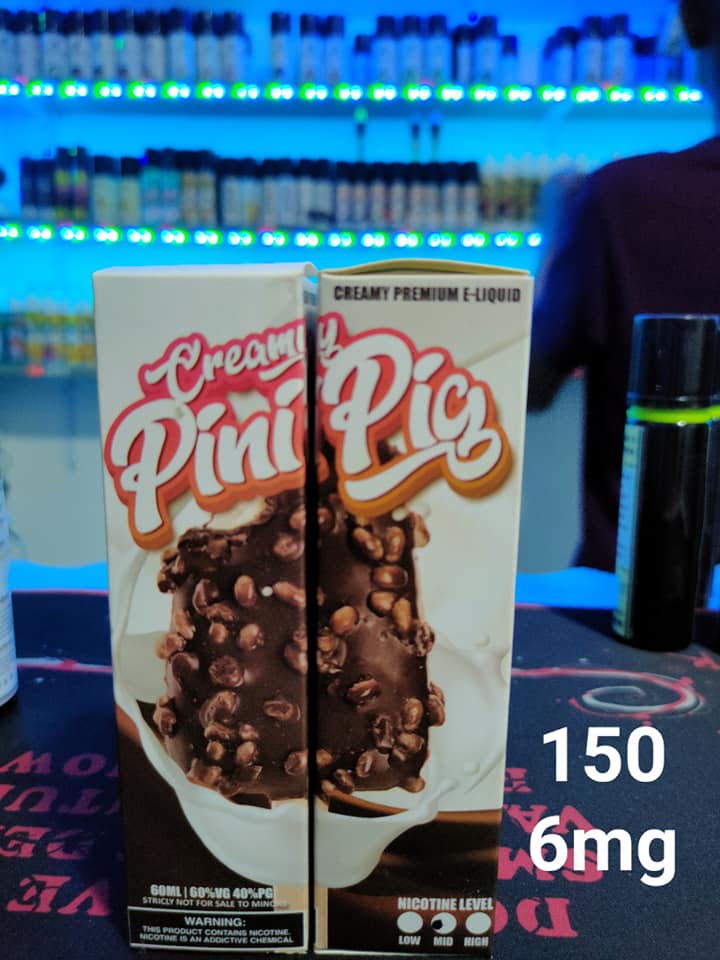 CREAMY PREMIUM E-LIQUID
Creamy
Pini Pig
150
6mg
60ML | 60%VG 40%PG
STRICLY NOT FOR SALE TO MINORS
WARNING:
THIS PRODUCT CONTAINS NICOTINE.
NICOTINE IS AN ADDICTIVE CHEMICAL
NICOTINE LEVEL
LOW MID HIGH